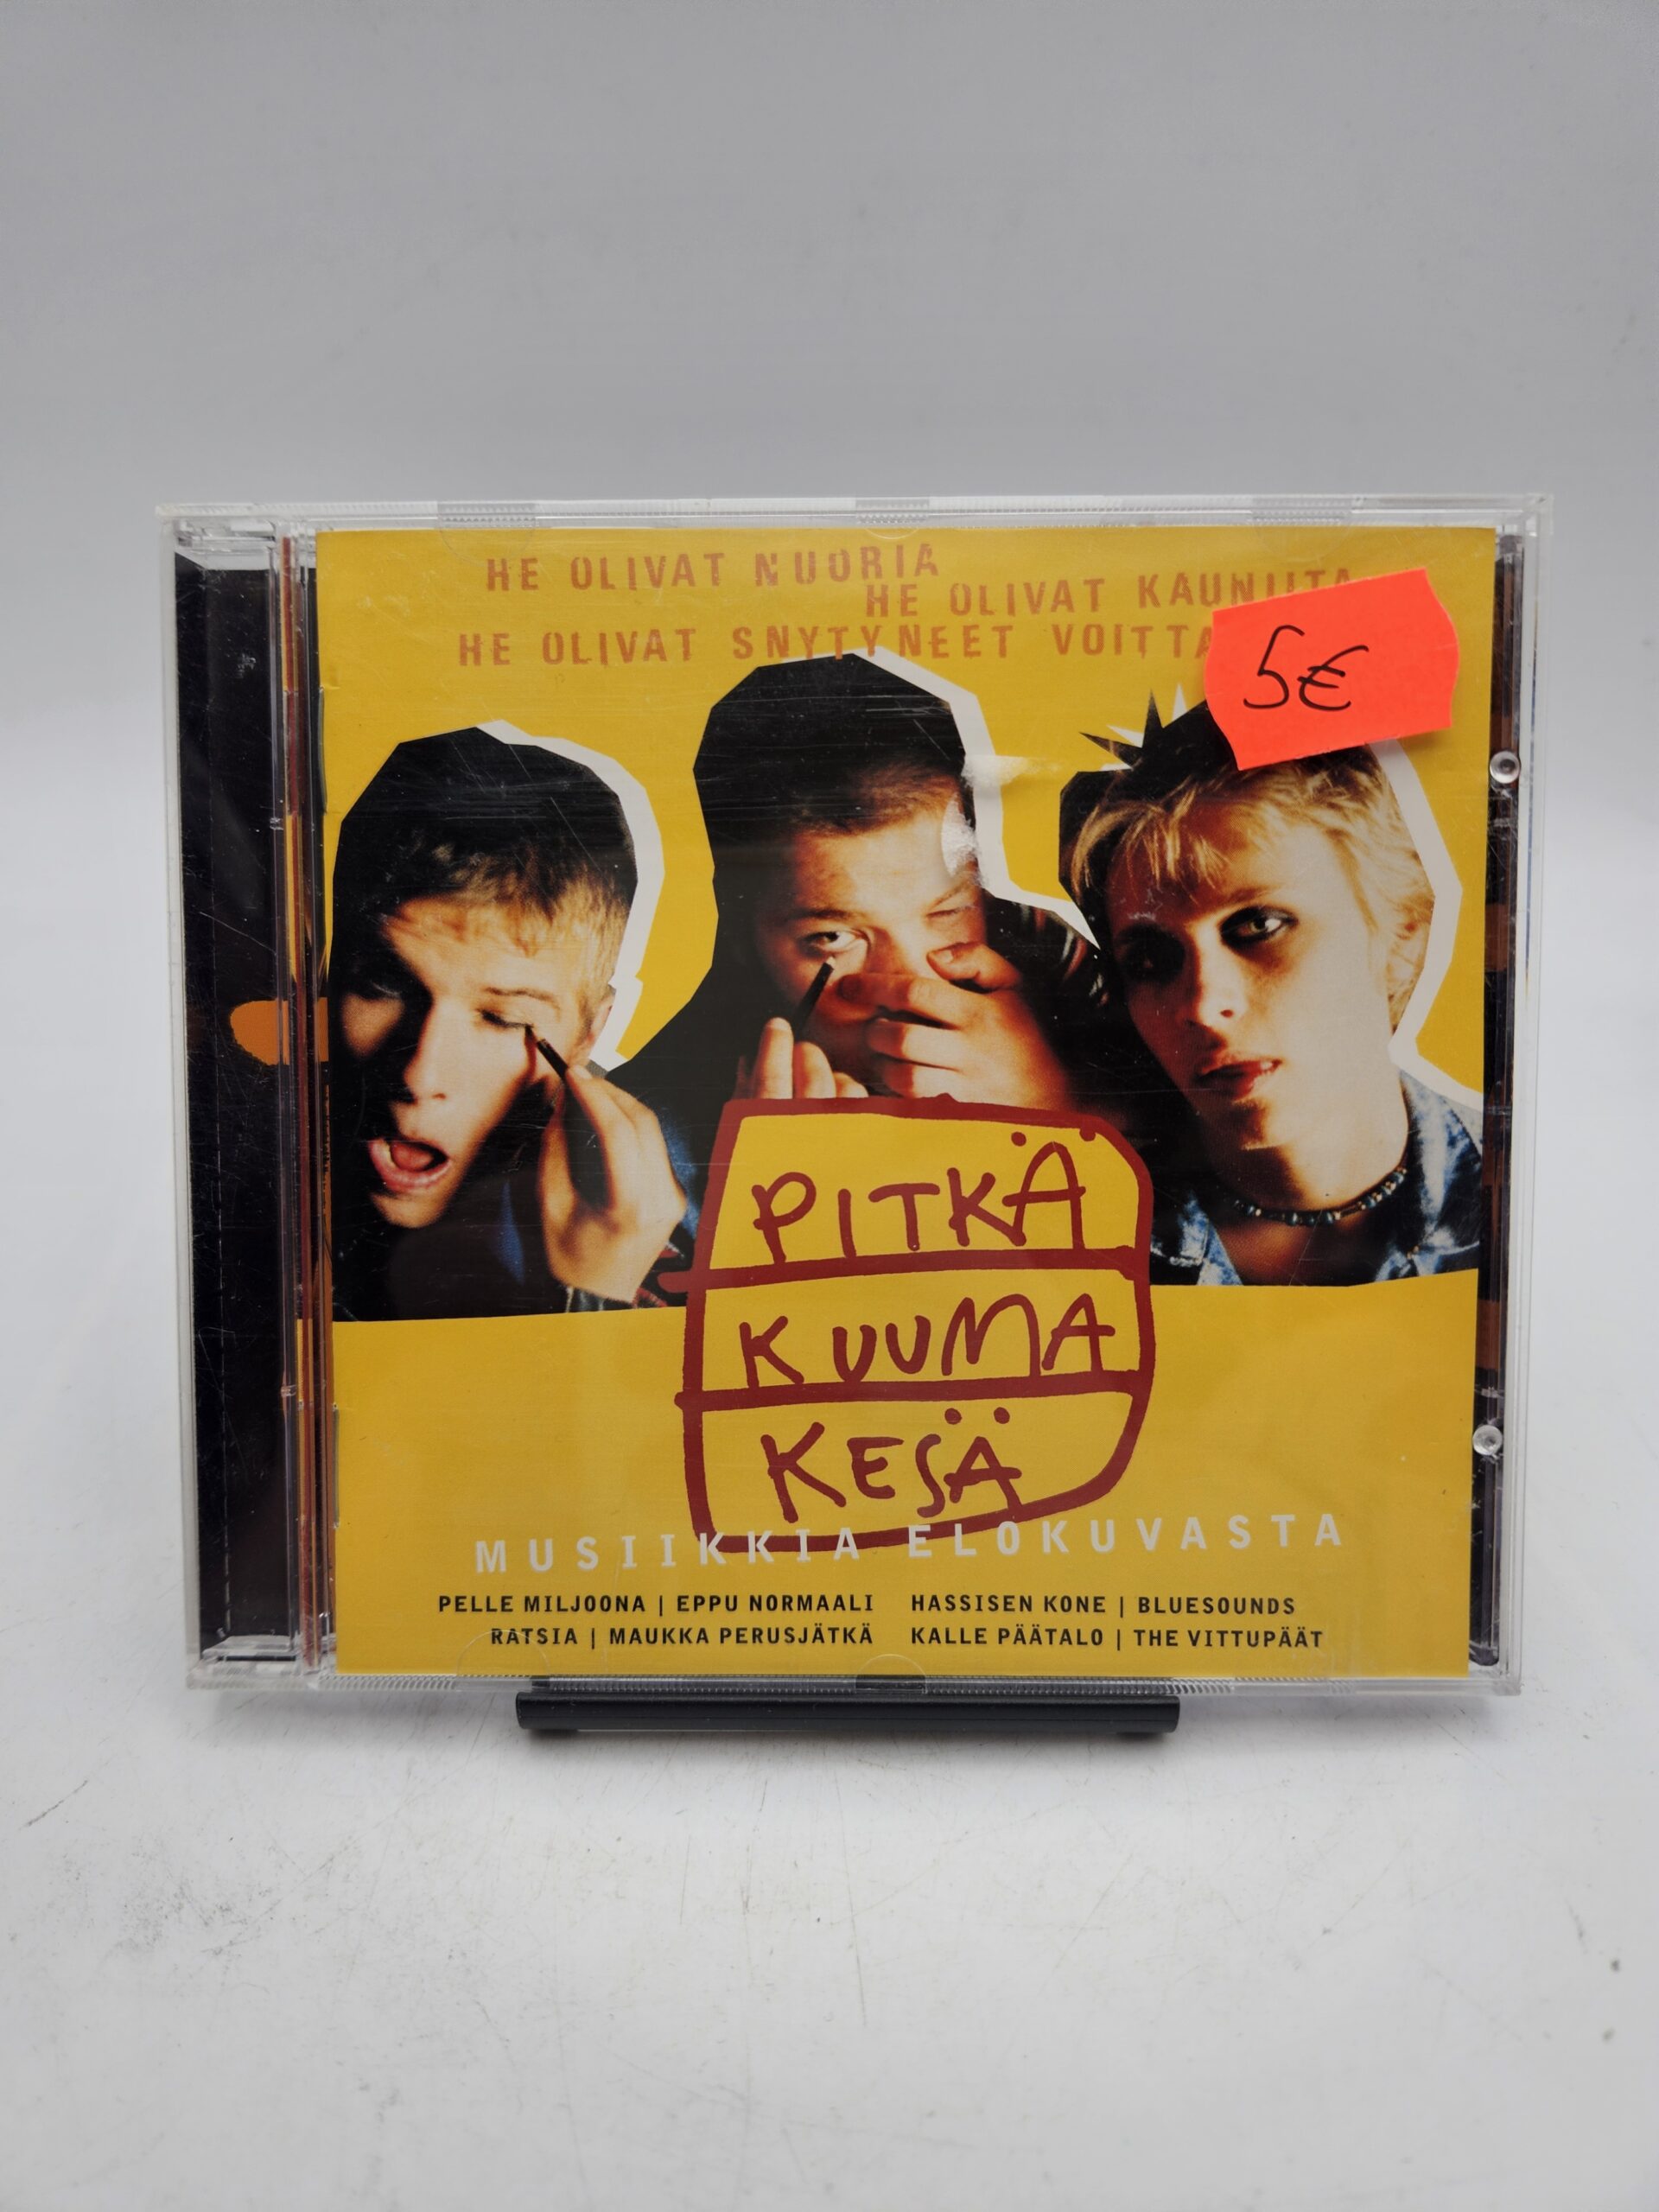 HE OLIVAT NUORIA
HE OLIVAT KAUNIITA
HE OLIVAT SNYTYNEET
5€
PITKÄ
KUUMA
KESÄ
MUSIIKKIA ELOKUVASTA
PELLE MILJOONA | EPPU NORMAALI HASSISEN KONE | BLUESOUNDS
RATSIA | MAUKKA PERUSJÄTKÄ KALLE PÄÄTALO | THE VITTUPÄÄT